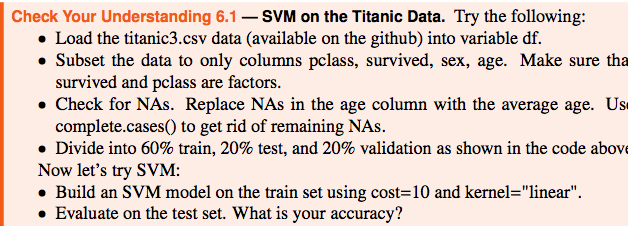 Check Your Understanding 6.1 — SVM on the Titanic Data. Try the following:
• Load the titanic3.csv data (available on the github) into variable df.
• Subset the data to only columns pclass, survived, sex, age. Make sure tha
survived and pclass are factors.
• Check for NAs. Replace NAs in the age column with the average age. Us
complete.cases() to get rid of remaining NAs.
• Divide into 60% train, 20% test, and 20% validation as shown in the code above
Now let's try SVM:
• Build an SVM model on the train set using cost=10 and kernel="linear".
• Evaluate on the test set. What is your accuracy?